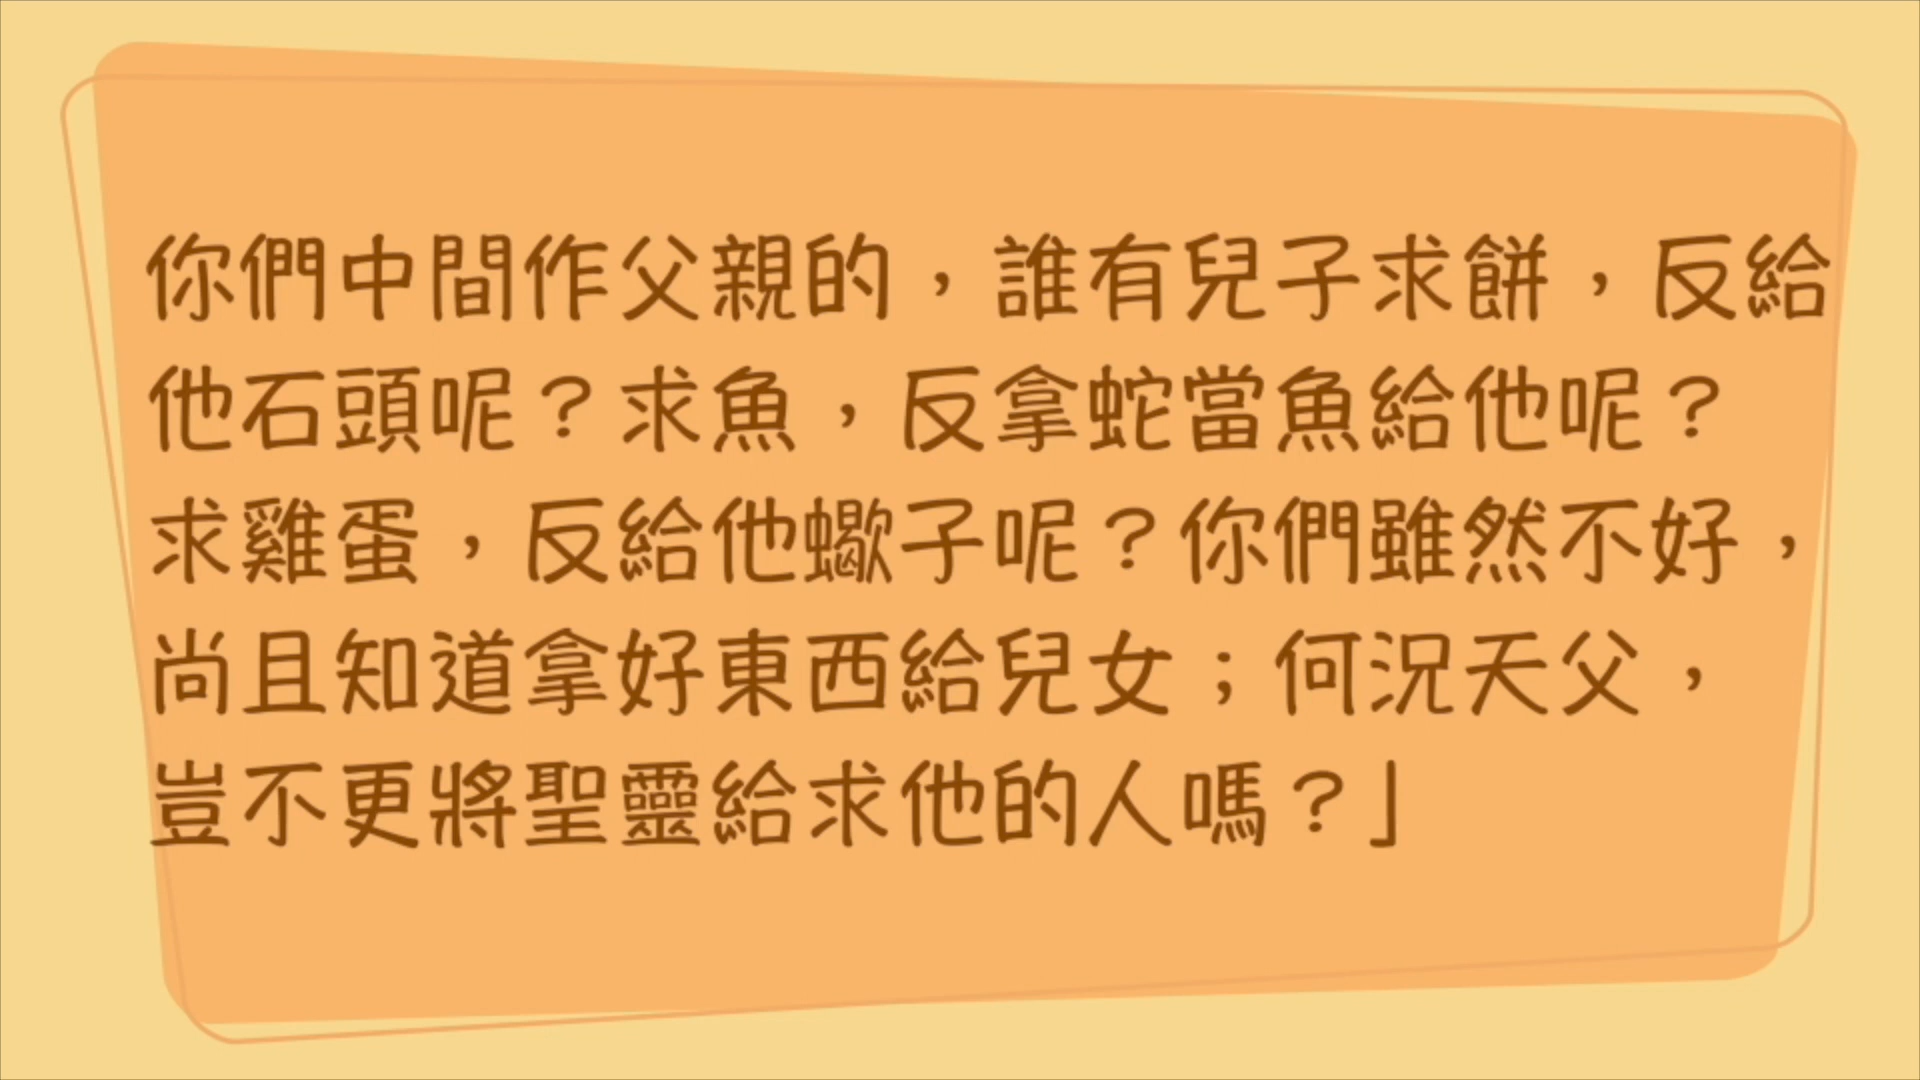 你們中間作父親的，誰有兒子求餅，反給
他石頭呢？求魚，反拿蛇當魚給他呢？
求雞蛋，反給他蠍子呢？你們雖然不好，
尚且知道拿好東西給兒女；何況天父，
豈不更將聖靈給求他的人嗎？」